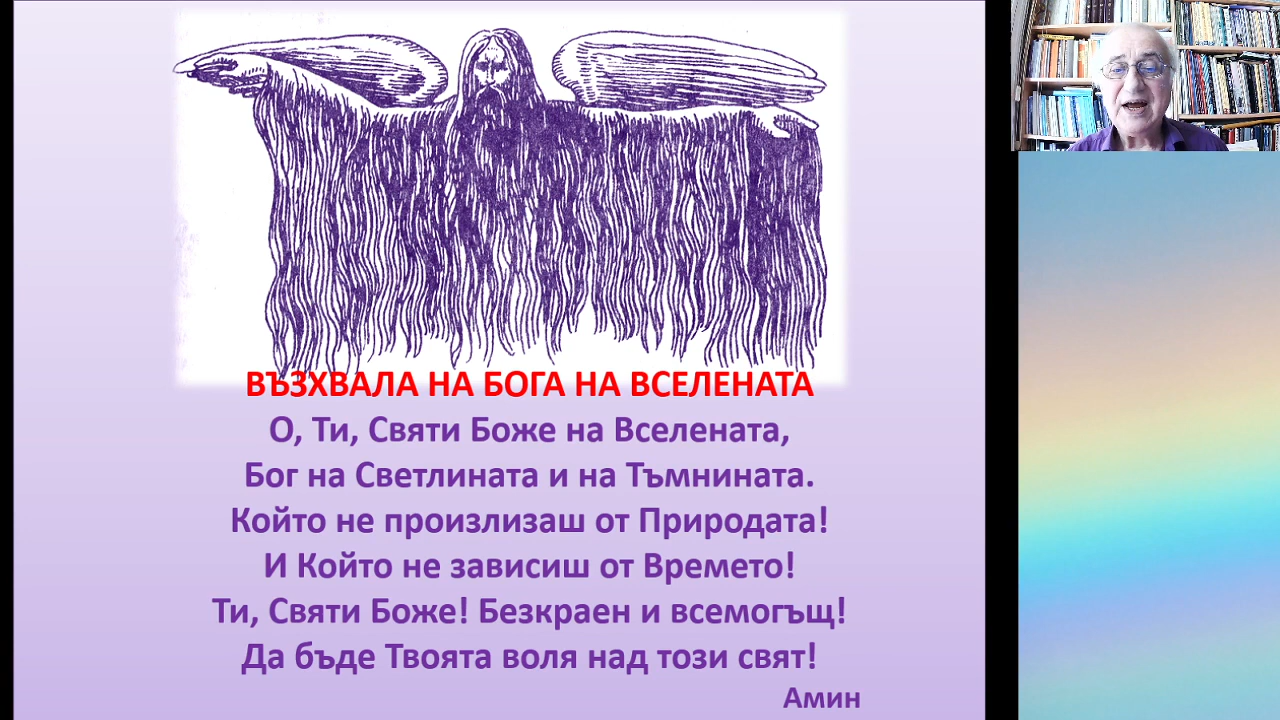 ВЪЗХВАЛА НА БОГА НА ВСЕЛЕНАТА
О, Ти, Святи Боже на Вселената,
Бог на Светлината и на Тъмнината.
Който не произлизаш от Природата!
И Който не зависиш от Времето!
Ти, Святи Боже! Безкраен и всемогъщ!
Да бъде Твоята воля над този свят!
Амин